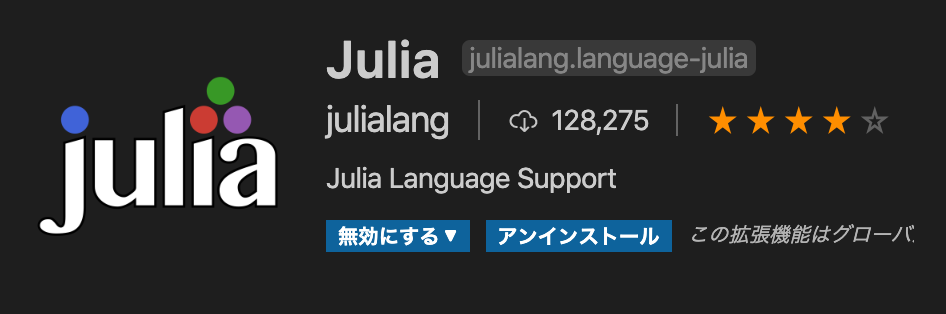 julia
Julia julialang.language-julia
julialang 128,275
Julia Language Support
無効にする▼ アンインストール この拡張機能はグローバ